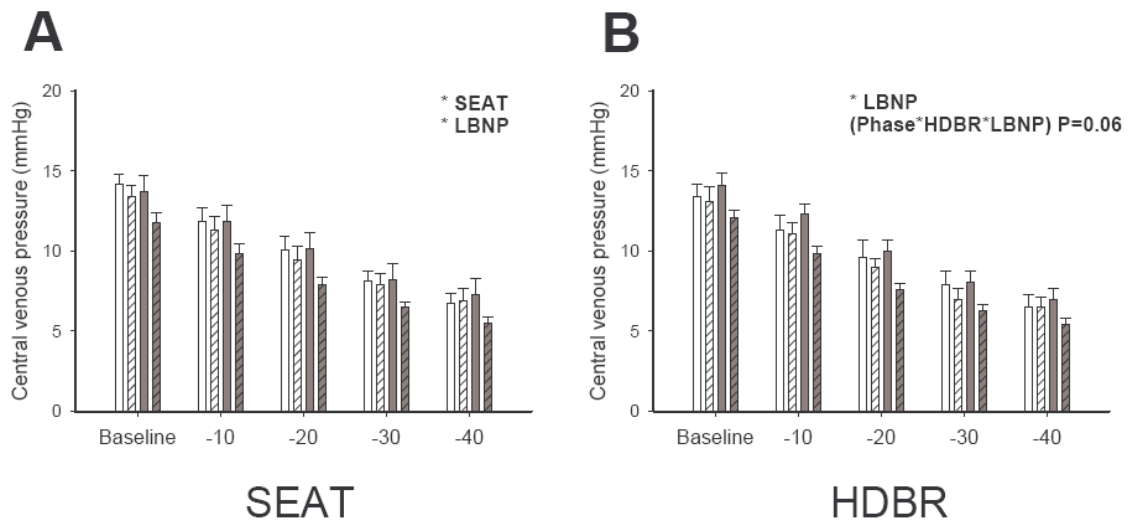 A
B
Central venous pressure (mmHg)
20
15
10
5
0
* SEAT
* LBNP
Baseline
-10
-20
-30
-40
SEAT
Central venous pressure (mmHg)
20
15
10
5
0
* LBNP
(Phase*HDBR*LBNP) P=0.06
Baseline
-10
-20
-30
-40
HDBR